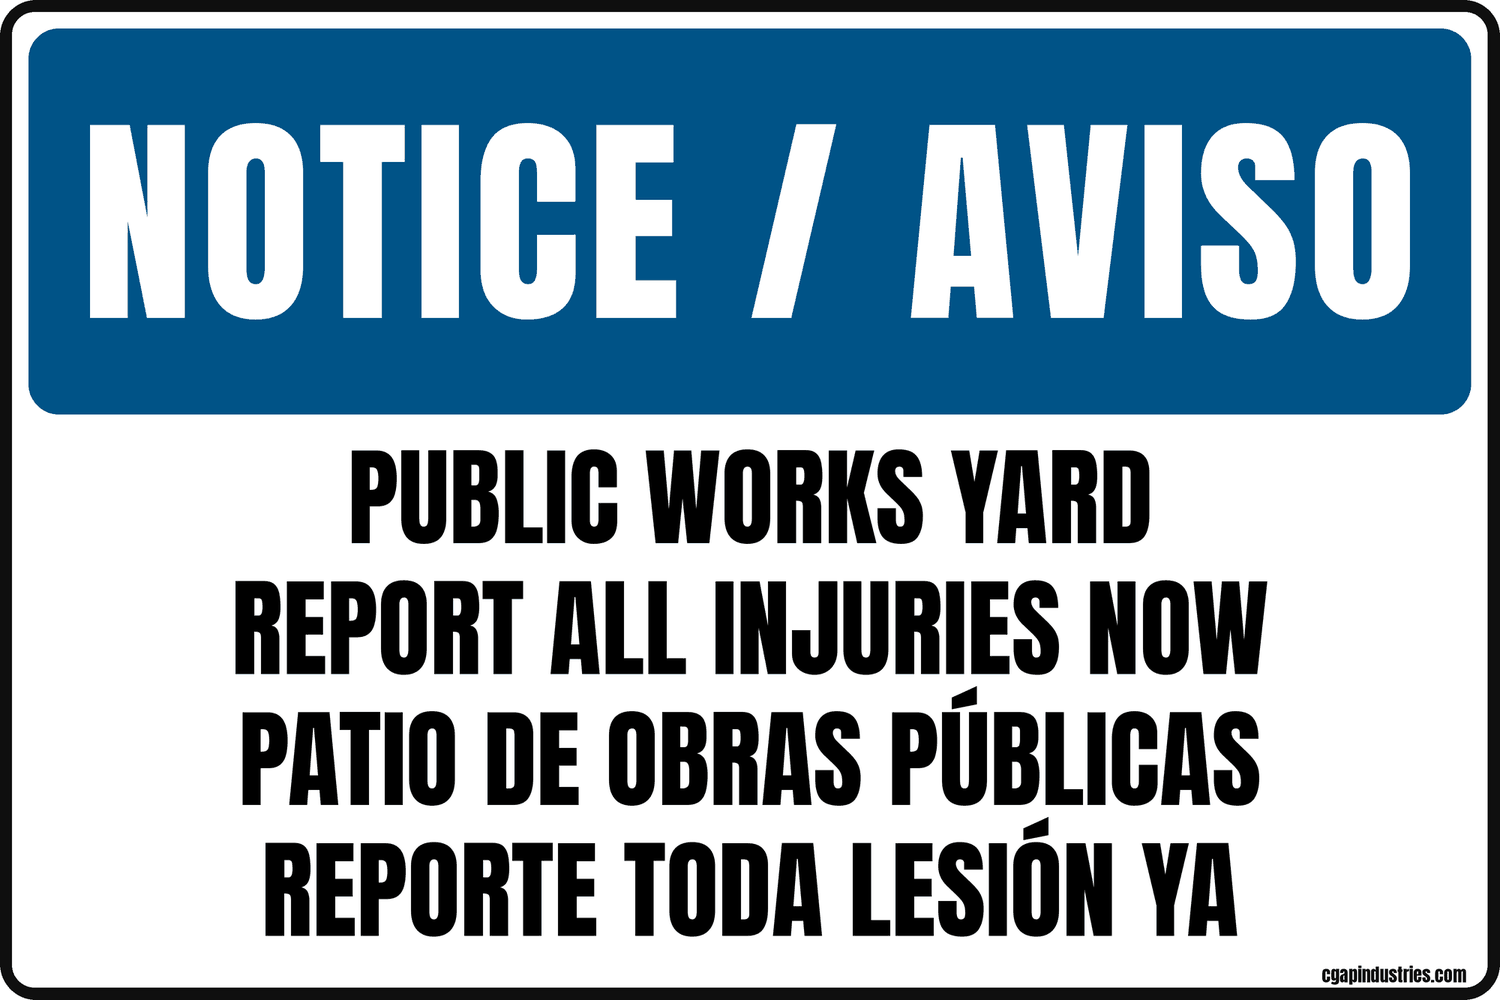 NOTICE / AVISO
PUBLIC WORKS YARD
REPORT ALL INJURIES NOW
PATIO DE OBRAS PÚBLICAS
REPORTE TODA LESIÓN YA
cgapindustries.com